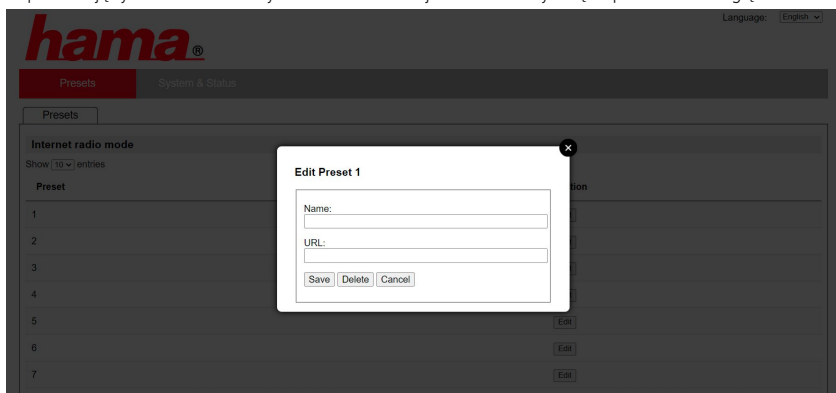 Language: English
hama®
Presets System & Status
Presets
Internet radio mode
Show 10 entries
Preset
Edit Preset 1
Name:
URL:
Save Delete Cancel
1
2
3
4
5 Edit
6 Edit
7 Edit